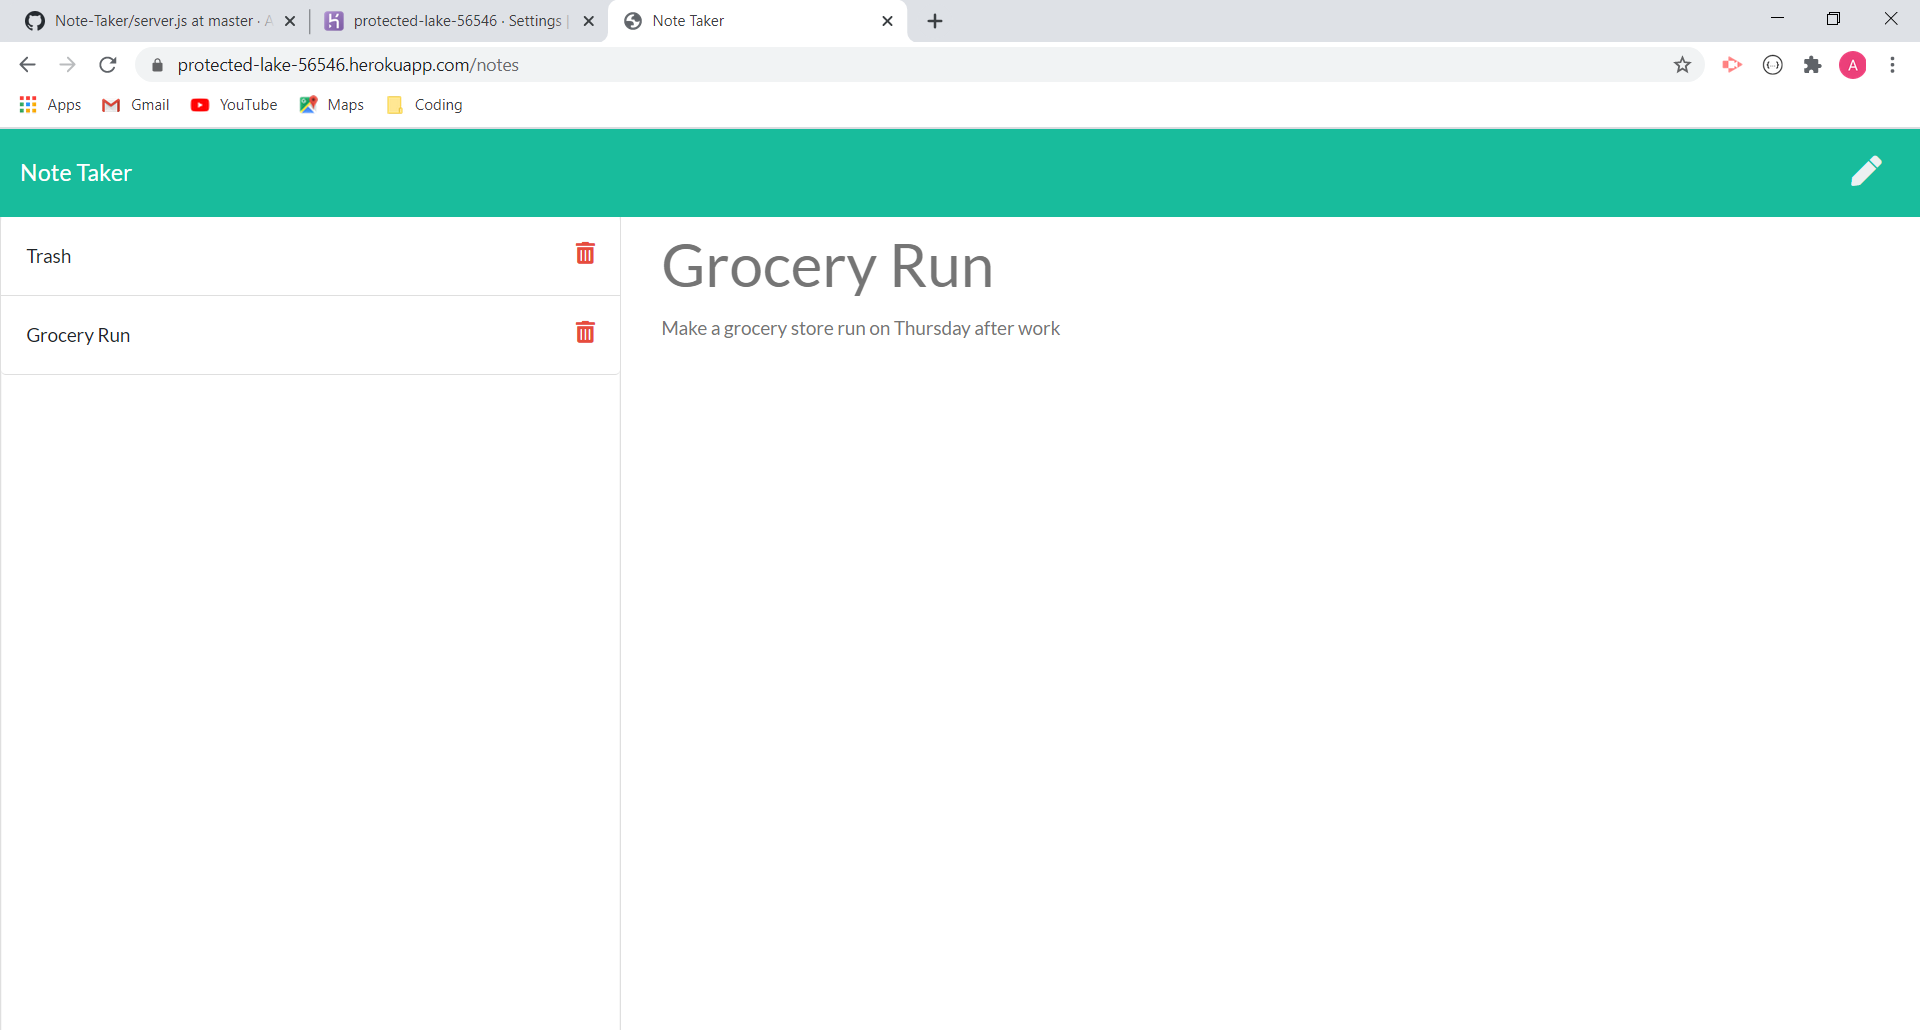 Note-Taker/server.js at master · A
protected-lake-56546 · Settings |
Note Taker
protected-lake-56546.herokuapp.com/notes
A
Apps
Gmail
YouTube
Maps
Coding
Note Taker
Trash
Grocery Run
Grocery Run
Make a grocery store run on Thursday after work